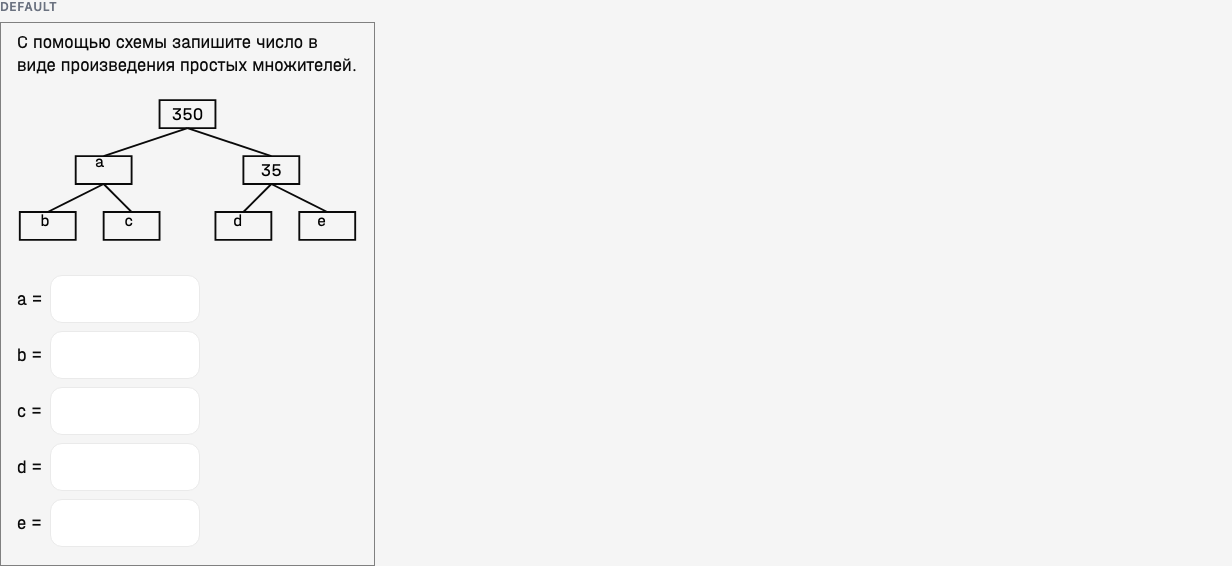 DEFAULT
С помощью схемы запишите число в
виде произведения простых множителей.
350
a
35
b
c
d
e
a =
b =
c =
d =
e =